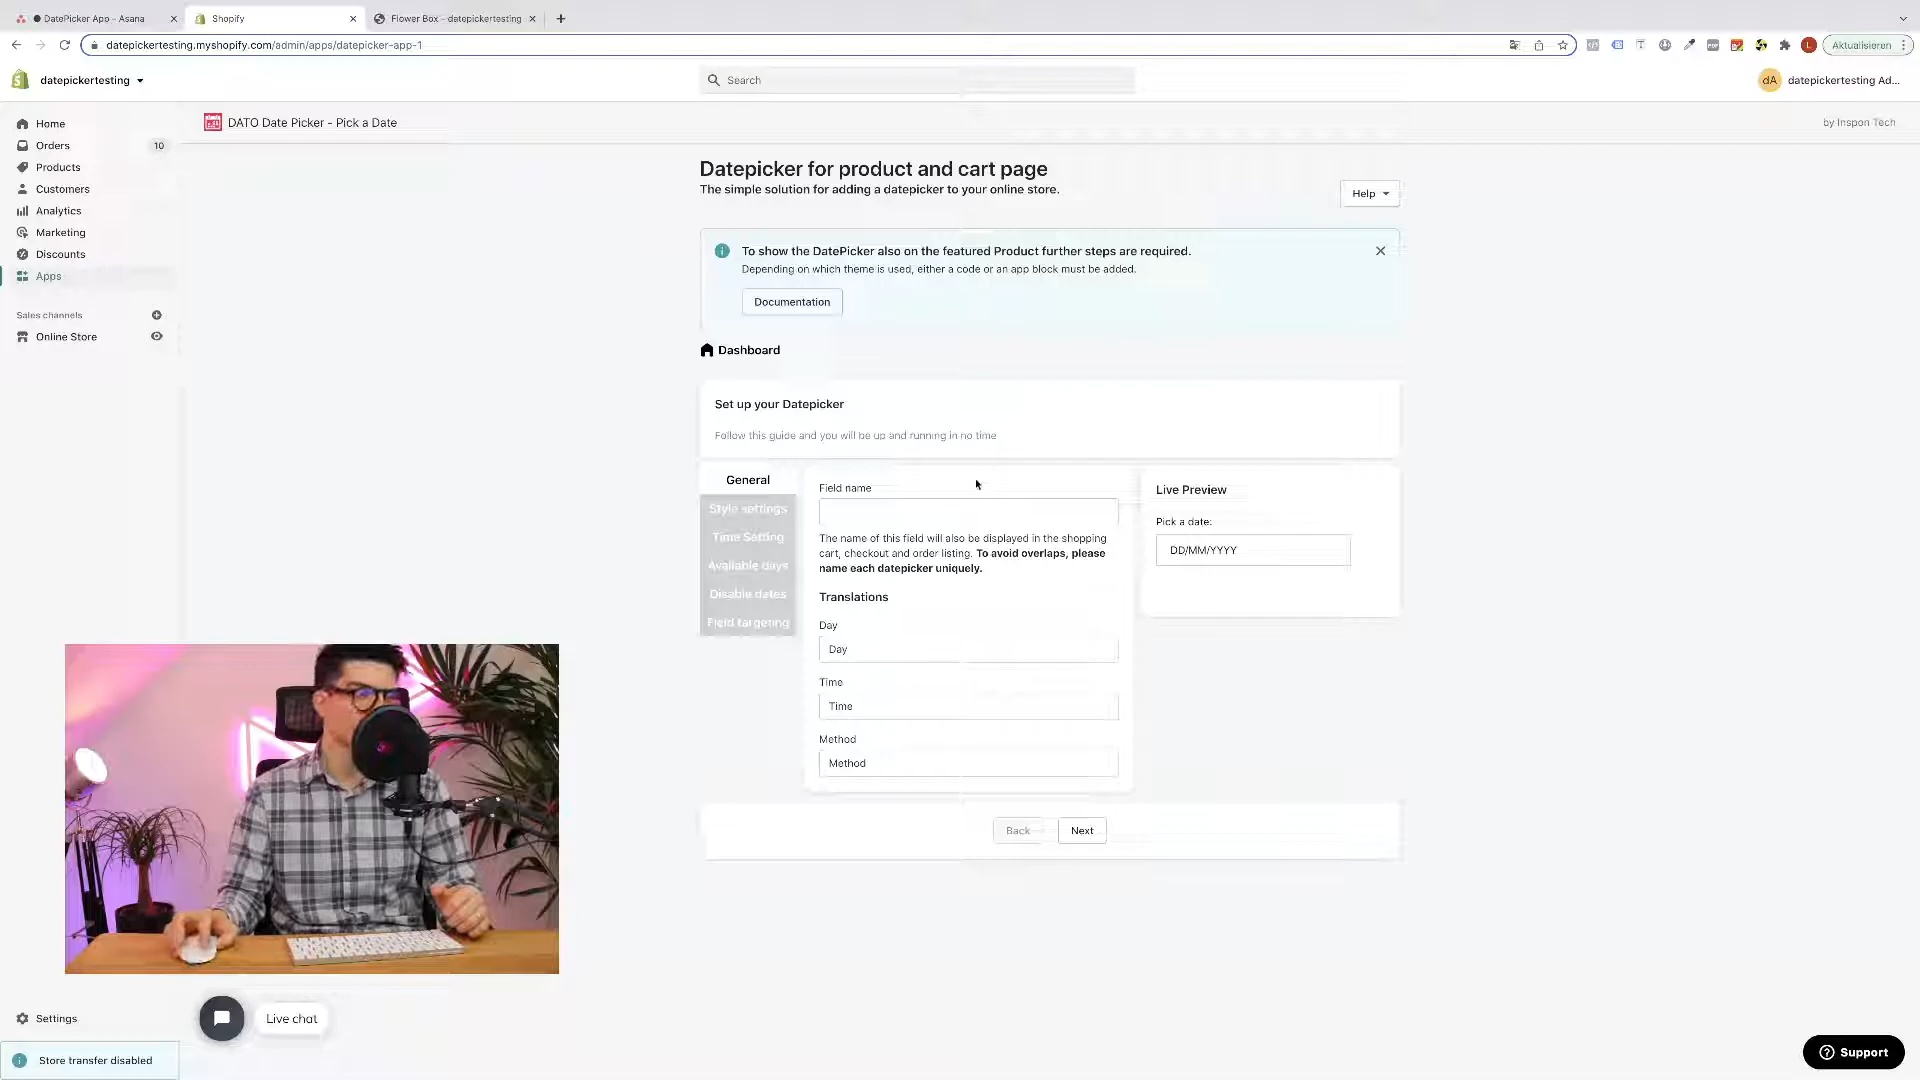 DatePicker App - Asana
Shopify
Flower Box - datepickertesting
datepickertesting.myshopify.com/admin/apps/datepicker-app-1
Aktualisieren
datepickertesting
Search
dA
datepickertesting Ad...
Home
Orders
10
Products
Customers
Analytics
Marketing
Discounts
Apps
Sales channels
Online Store
DATO Date Picker - Pick a Date
by Inspon Tech
Datepicker for product and cart page
The simple solution for adding a datepicker to your online store.
Help
To show the DatePicker also on the featured Product further steps are required.
Depending on which theme is used, either a code or an app block must be added.
Documentation
Dashboard
Set up your Datepicker
Follow this guide and you will be up and running in no time
General
Style settings
Time Setting
Available days
Disable dates
Field targeting
Field name
The name of this field will also be displayed in the shopping
cart, checkout and order listing. To avoid overlaps, please
name each datepicker uniquely.
Translations
Day
Day
Time
Time
Method
Method
Live Preview
Pick a date:
DD/MM/YYYY
Back
Next
Settings
Live chat
Store transfer disabled
Support